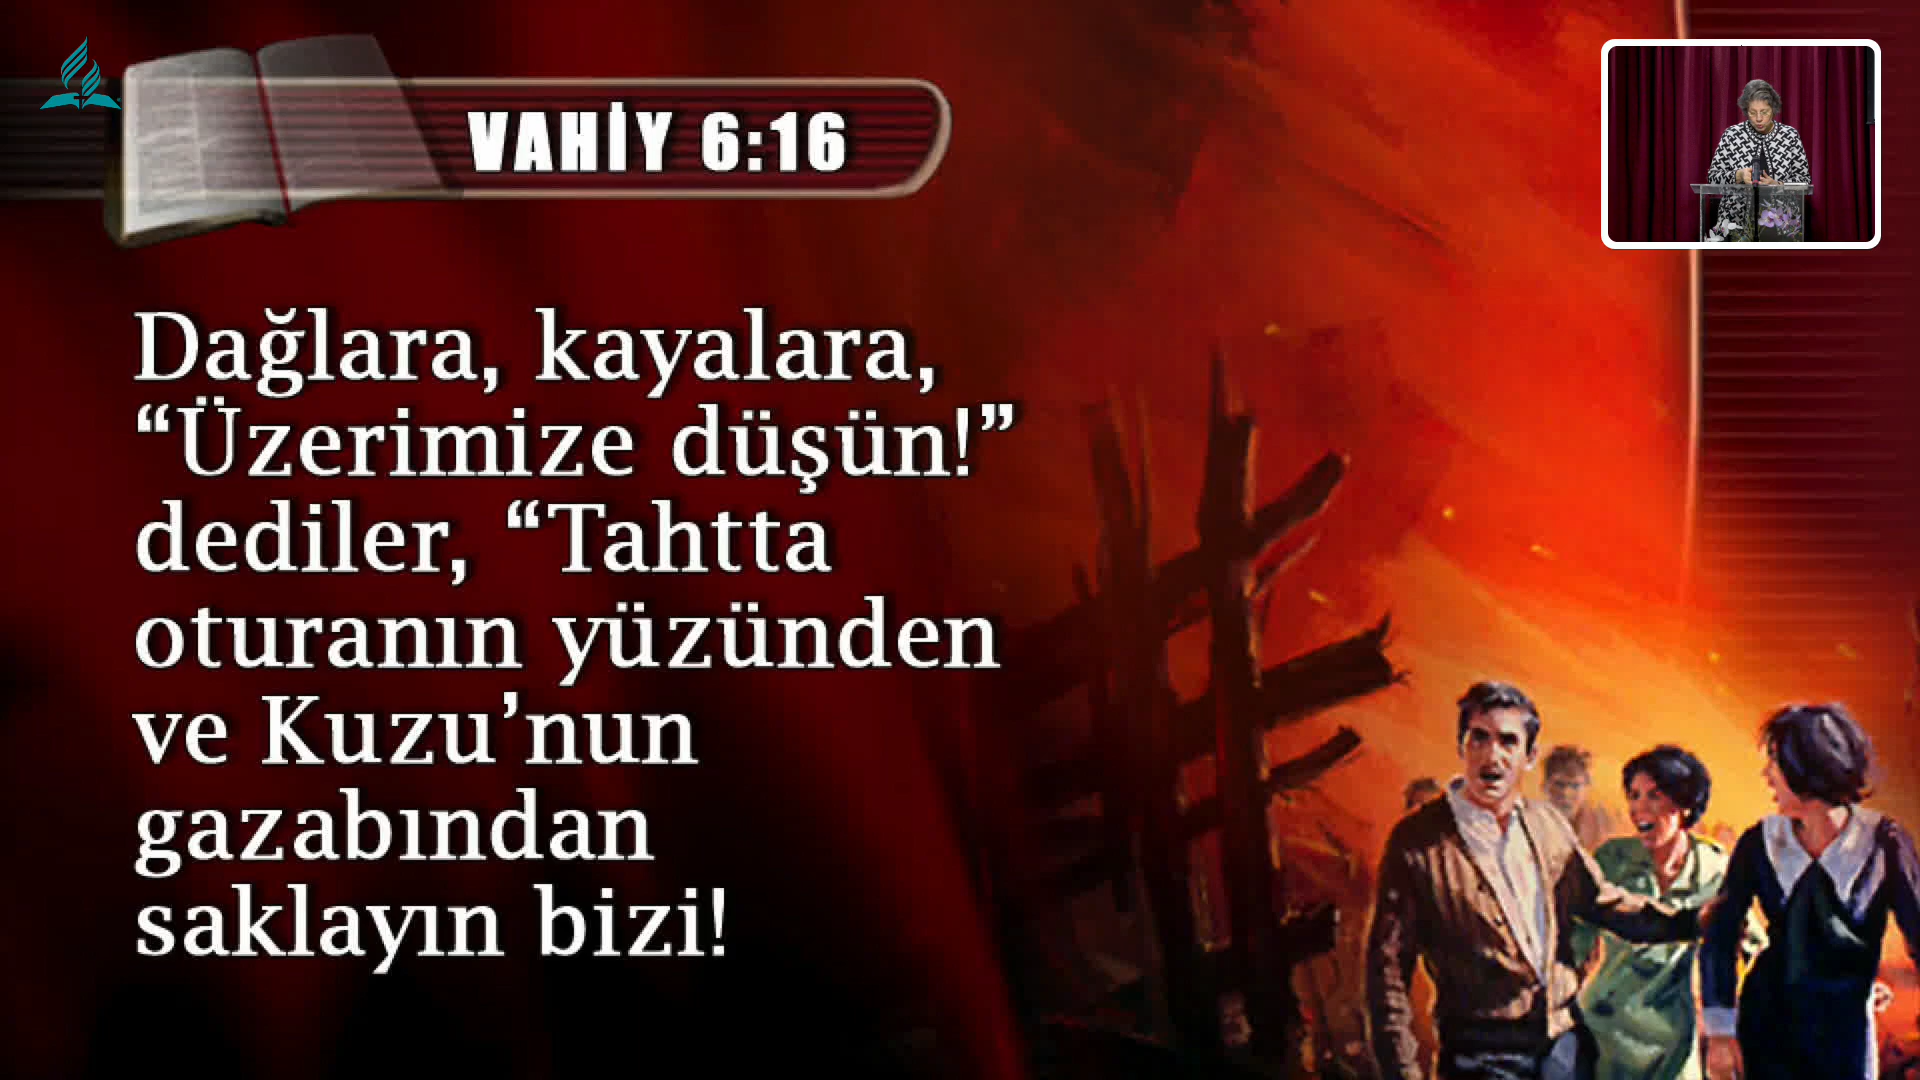 VAHİY 6:16
Dağlara, kayalara,
“Üzerimize düşün!”
dediler, “Tahtta
oturanın yüzünden
ve Kuzu’nun
gazabından
saklayın bizi!